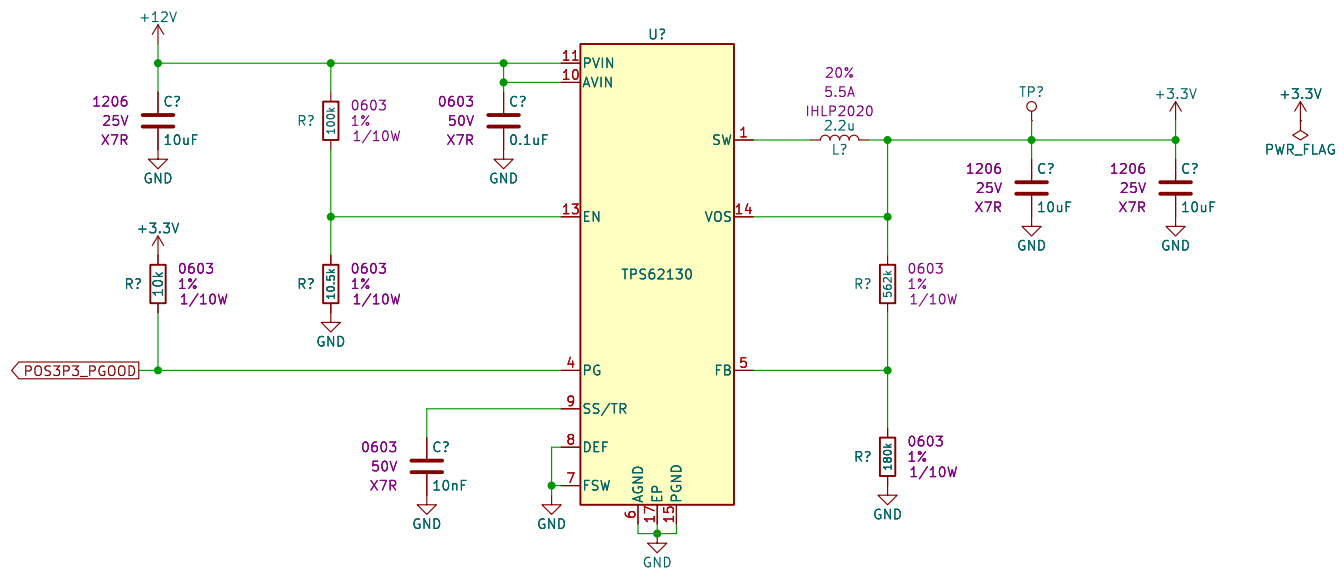 +12V
U?
1206
25V
X7R
C?
10uF
GND
R?
100k
0603
1%
1/10W
0603
50V
X7R
C?
0.1uF
GND
11
PVIN
10
AVIN
20%
5.5A
IHLP2020
2.2u
L?
SW
1
TP?
+3.3V
+3.3V
PWR_FLAG
1206
25V
X7R
C?
10uF
GND
1206
25V
X7R
C?
10uF
GND
13
EN
VOS
14
+3.3V
R?
10k
0603
1%
1/10W
R?
10.5k
0603
1%
1/10W
GND
TPS62130
R?
562k
0603
1%
1/10W
POS3P3_PGOOD
4
PG
FB
5
9
SS/TR
0603
50V
X7R
C?
10nF
GND
8
DEF
7
FSW
GND
AGND
EP
PGND
6
17
15
GND
R?
180k
0603
1%
1/10W
GND